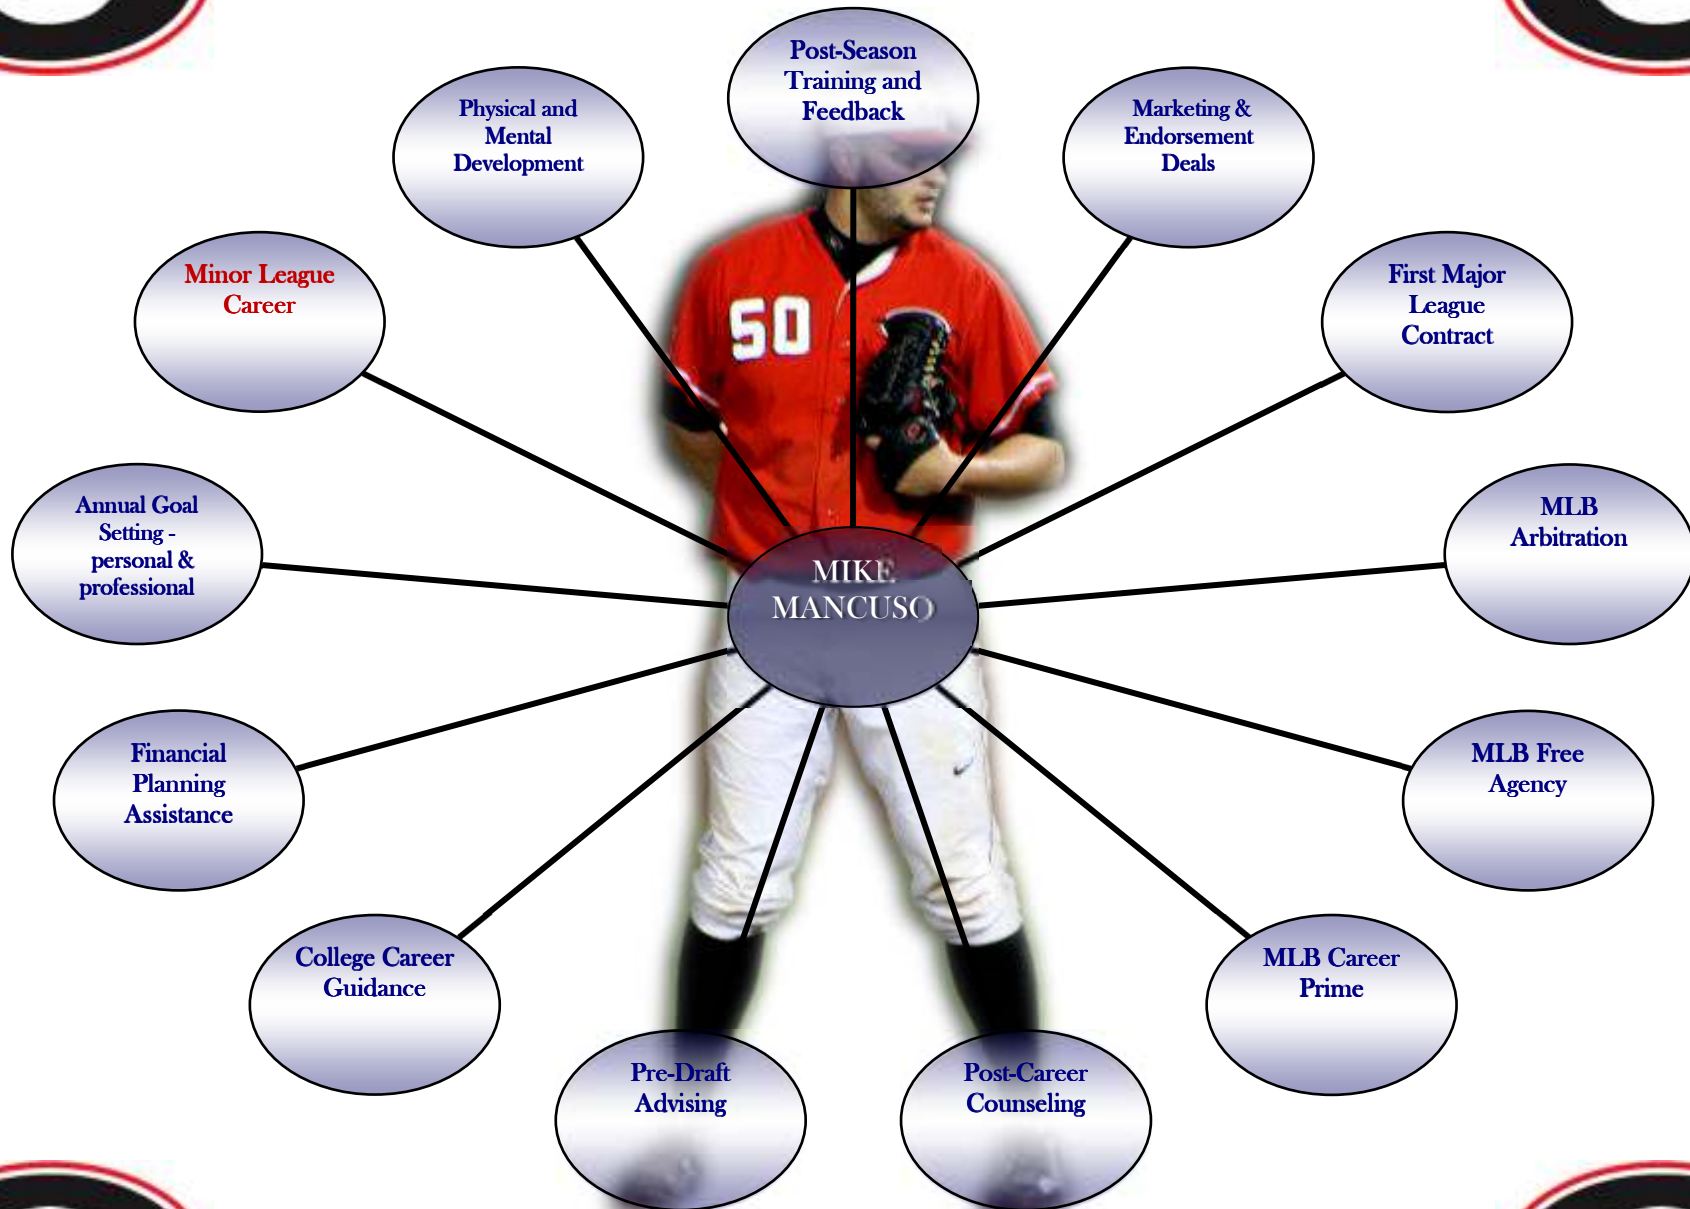 Post-Season
Training and
Feedback
Physical and
Mental
Development
Marketing &
Endorsement
Deals
Minor League
Career
First Major
League
Contract
50
Annual Goal
Setting -
personal &
professional
MLB
Arbitration
MIKE
MANCUSO
Financial
Planning
Assistance
MLB Free
Agency
College Career
Guidance
MLB Career
Prime
Pre-Draft
Advising
Post-Career
Counseling